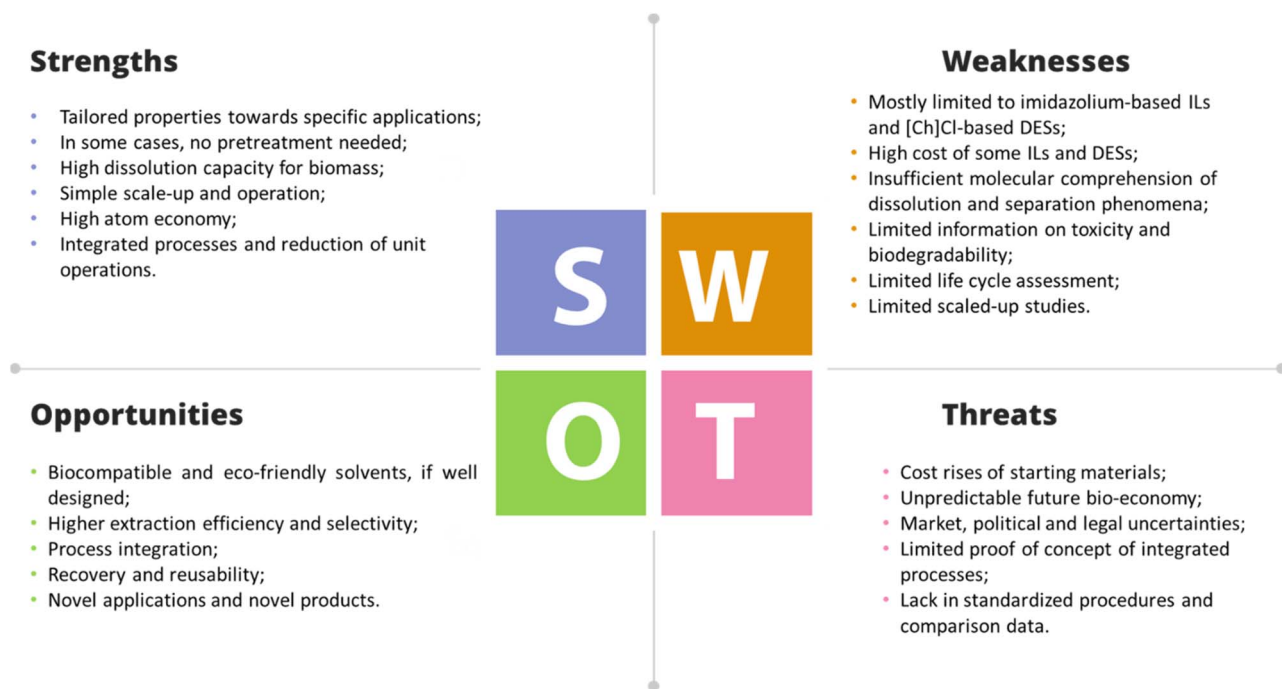 Strengths
Tailored properties towards specific applications;
In some cases, no pretreatment needed;
High dissolution capacity for biomass;
Simple scale-up and operation;
High atom economy;
Integrated processes and reduction of unit
operations.
Weaknesses
Mostly limited to imidazolium-based ILs
and [Ch]Cl-based DESs;
High cost of some ILs and DESs;
Insufficient molecular comprehension of
dissolution and separation phenomena;
Limited information on toxicity and
biodegradability;
Limited life cycle assessment;
Limited scaled-up studies.
S
W
O
T
Opportunities
Biocompatible and eco-friendly solvents, if well
designed;
Higher extraction efficiency and selectivity;
Process integration;
Recovery and reusability;
Novel applications and novel products.
Threats
Cost rises of starting materials;
Unpredictable future bio-economy;
Market, political and legal uncertainties;
Limited proof of concept of integrated
processes;
Lack in standardized procedures and
comparison data.